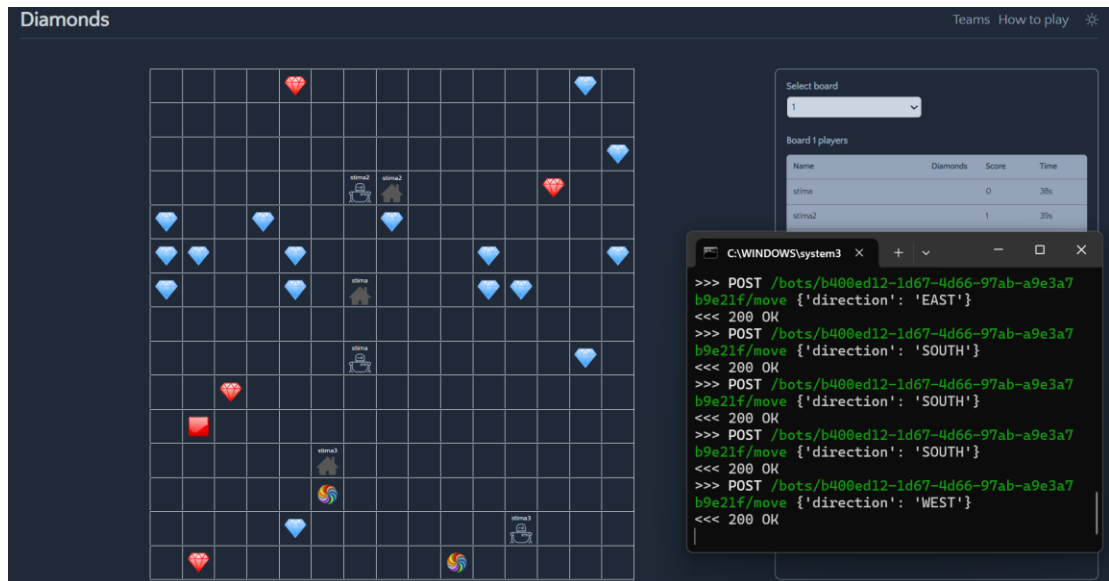 Diamonds
Teams How to play
Select board
1
Board 1 players
Name Diamonds Score Time
stima 0 38s
stima2 1 39s
stima2 stima2
stima
stima
stima3
stima3
C:\WINDOWS\system3
>>> POST /bots/b400ed12-1d67-4d66-97ab-a9e3a7
b9e21f/move {'direction': 'EAST'}
<<< 200 OK
>>> POST /bots/b400ed12-1d67-4d66-97ab-a9e3a7
b9e21f/move {'direction': 'SOUTH'}
<<< 200 OK
>>> POST /bots/b400ed12-1d67-4d66-97ab-a9e3a7
b9e21f/move {'direction': 'SOUTH'}
<<< 200 OK
>>> POST /bots/b400ed12-1d67-4d66-97ab-a9e3a7
b9e21f/move {'direction': 'SOUTH'}
<<< 200 OK
>>> POST /bots/b400ed12-1d67-4d66-97ab-a9e3a7
b9e21f/move {'direction': 'WEST'}
<<< 200 OK